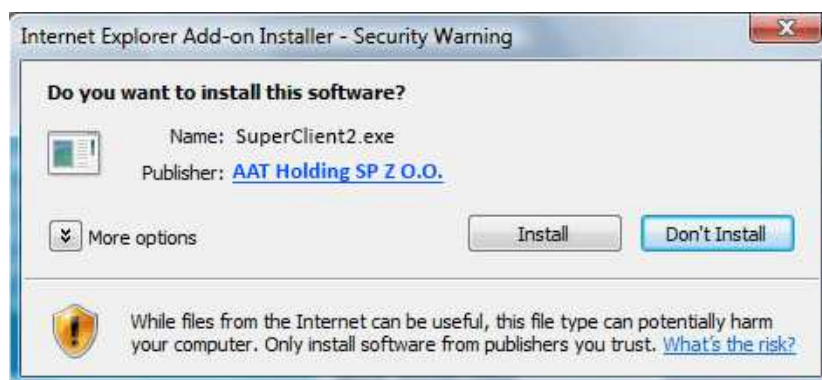 Internet Explorer Add-on Installer - Security Warning
Do you want to install this software?
Name: SuperClient2.exe
Publisher: AAT Holding SP Z O.O.
More options
Install
Don't Install
While files from the Internet can be useful, this file type can potentially harm
your computer. Only install software from publishers you trust. What's the risk?